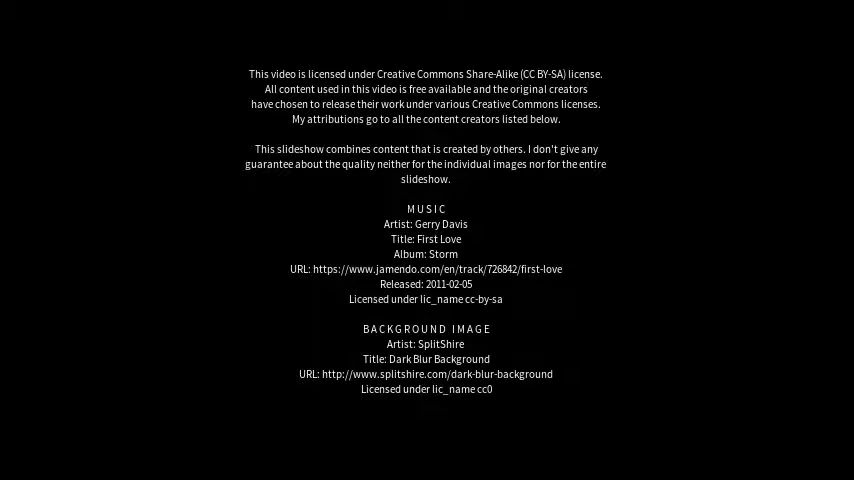 This video is licensed under Creative Commons Share-Alike (CC BY-SA) license.
All content used in this video is free available and the original creators
have chosen to release their work under various Creative Commons licenses.
My attributions go to all the content creators listed below.
This slideshow combines content that is created by others. I don't give any
guarantee about the quality neither for the individual images nor for the entire
slideshow.
MUSIC
Artist: Gerry Davis
Title: First Love
Album: Storm
URL: https://www.jamendo.com/en/track/726842/first-love
Released: 2011-02-05
Licensed under lic_name cc-by-sa
BACKGROUND IMAGE
Artist: SplitShire
Title: Dark Blur Background
URL: http://www.splitshire.com/dark-blur-background
Licensed under lic_name cc0